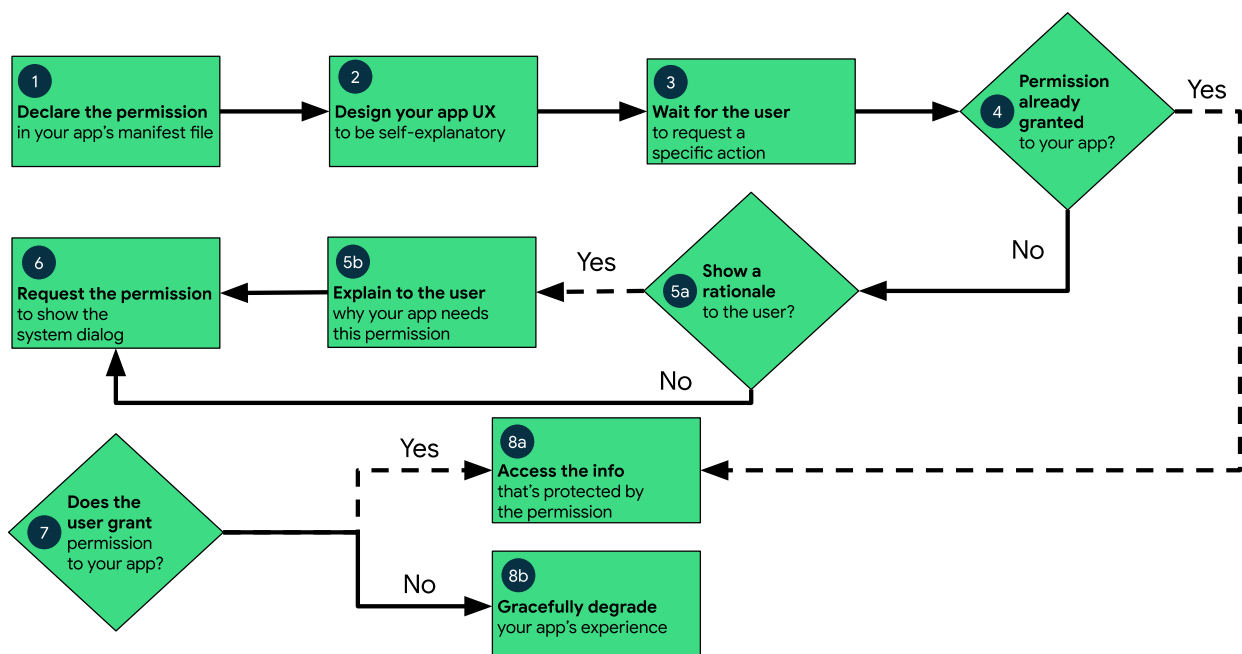 1
Declare the permission
in your app's manifest file
2
Design your app UX
to be self-explanatory
3
Wait for the user
to request a
specific action
4
Permission
already
granted
to your app?
Yes
No
5a
Show a
rationale
to the user?
Yes
No
5b
Explain to the user
why your app needs
this permission
6
Request the permission
to show the
system dialog
7
Does the
user grant
permission
to your app?
Yes
No
8a
Access the info
that's protected by
the permission
8b
Gracefully degrade
your app's experience